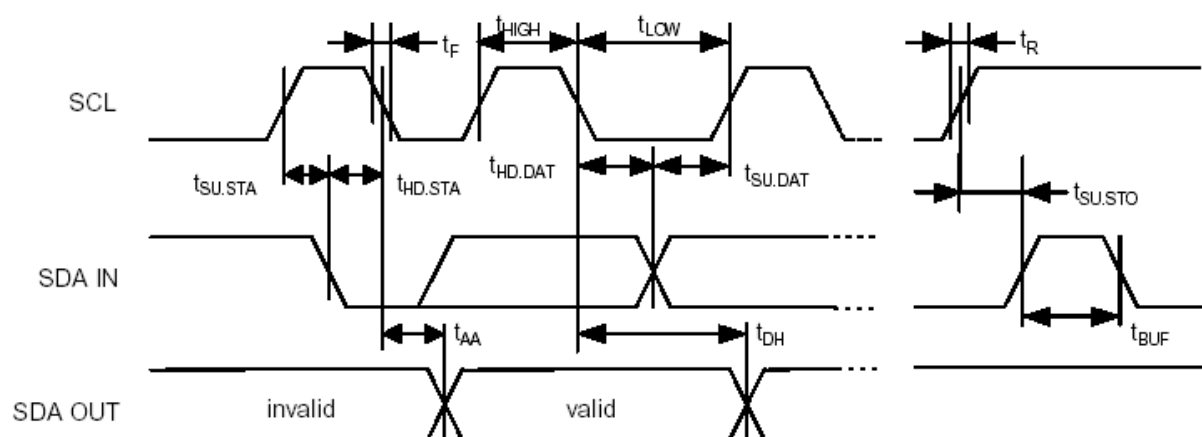 tHIGH tLOW
tF tR
SCL
tSU.STA tHD.STA tHD.DAT tSU.DAT
tSU.STO
SDA IN
tAA tDH tBUF
SDA OUT invalid valid